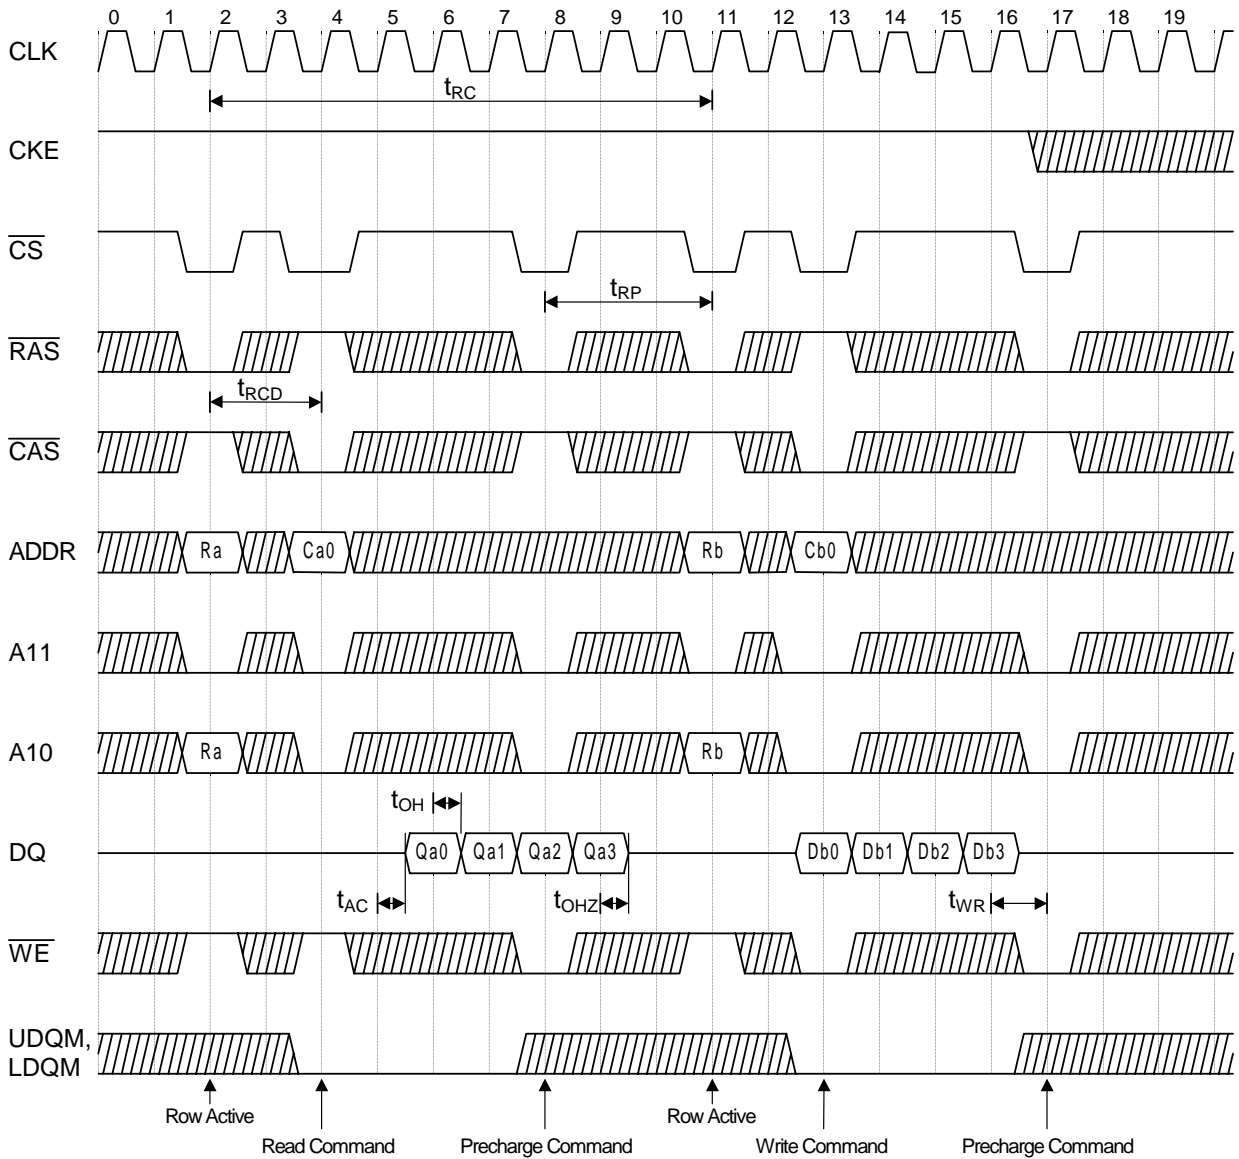 0 1 2 3 4 5 6 7 8 9 10 11 12 13 14 15 16 17 18 19
CLK
tRC
CKE
CS
tRP
RAS
tRCD
CAS
ADDR Ra Ca0 Rb Cb0
A11
A10 Ra Rb
tOH
DQ Qa0 Qa1 Qa2 Qa3 Db0 Db1 Db2 Db3
tAC tOHZ tWR
WE
UDQM,
LDQM
Row Active Row Active
Read Command Precharge Command Write Command Precharge Command